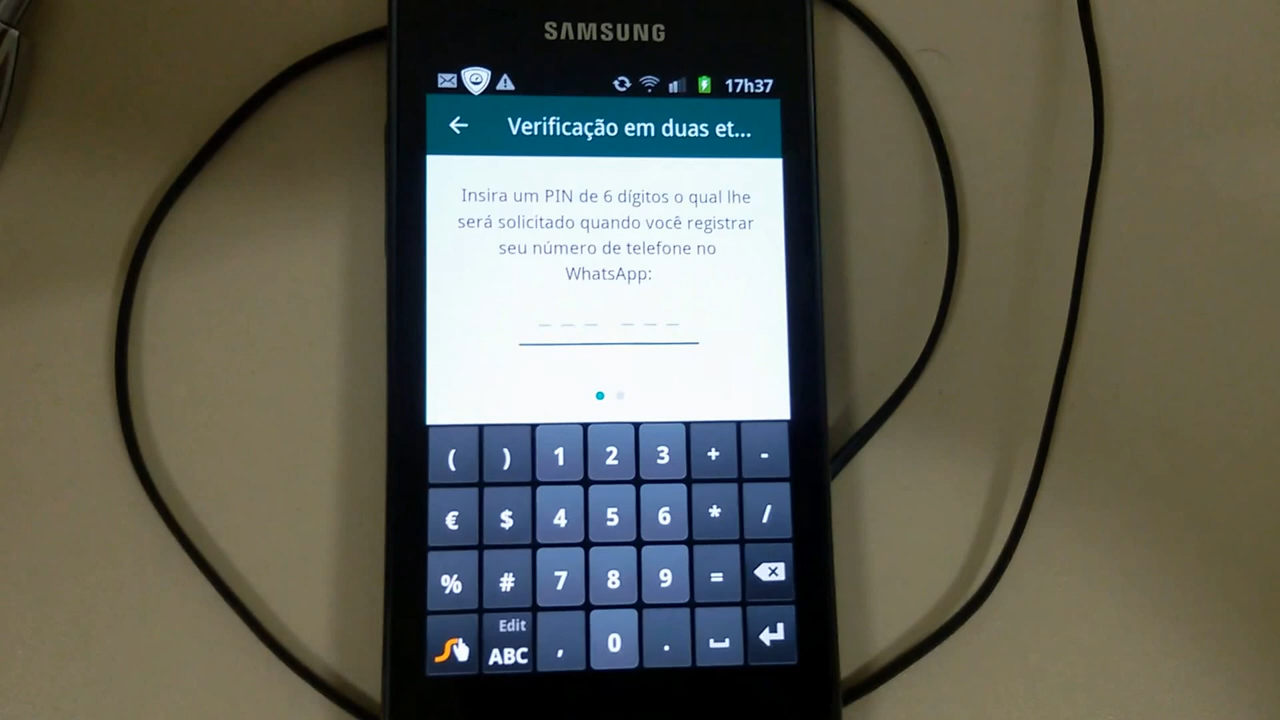 SAMSUNG
17h37
Verificação em duas et...
Insira um PIN de 6 dígitos o qual lhe
será solicitado quando você registrar
seu número de telefone no
WhatsApp:
( ) 1 2 3 + -
€ $ 4 5 6 * /
% # 7 8 9 =
Edit
ABC , 0 .